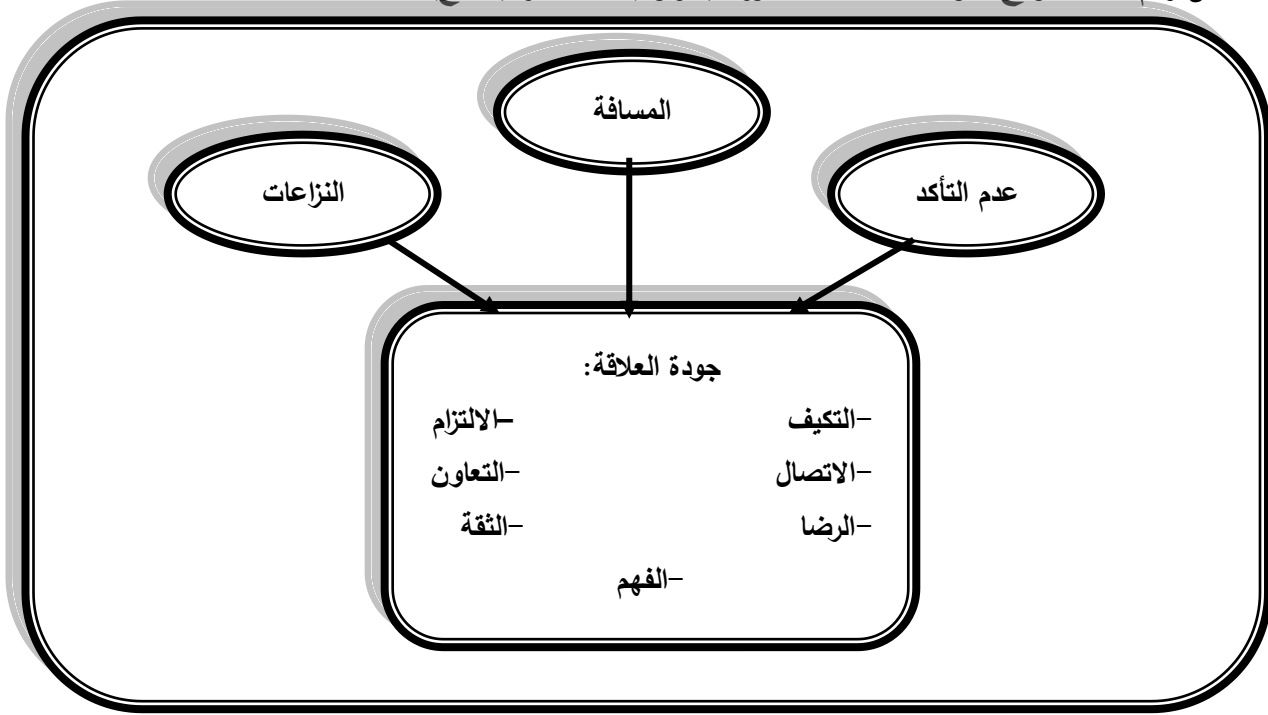 المسافة
عدم التأكد
النزاعات
جودة العلاقة:
-التكيف
-الالتزام
-الاتصال
-التعاون
-الرضا
-الثقة
-الفهم